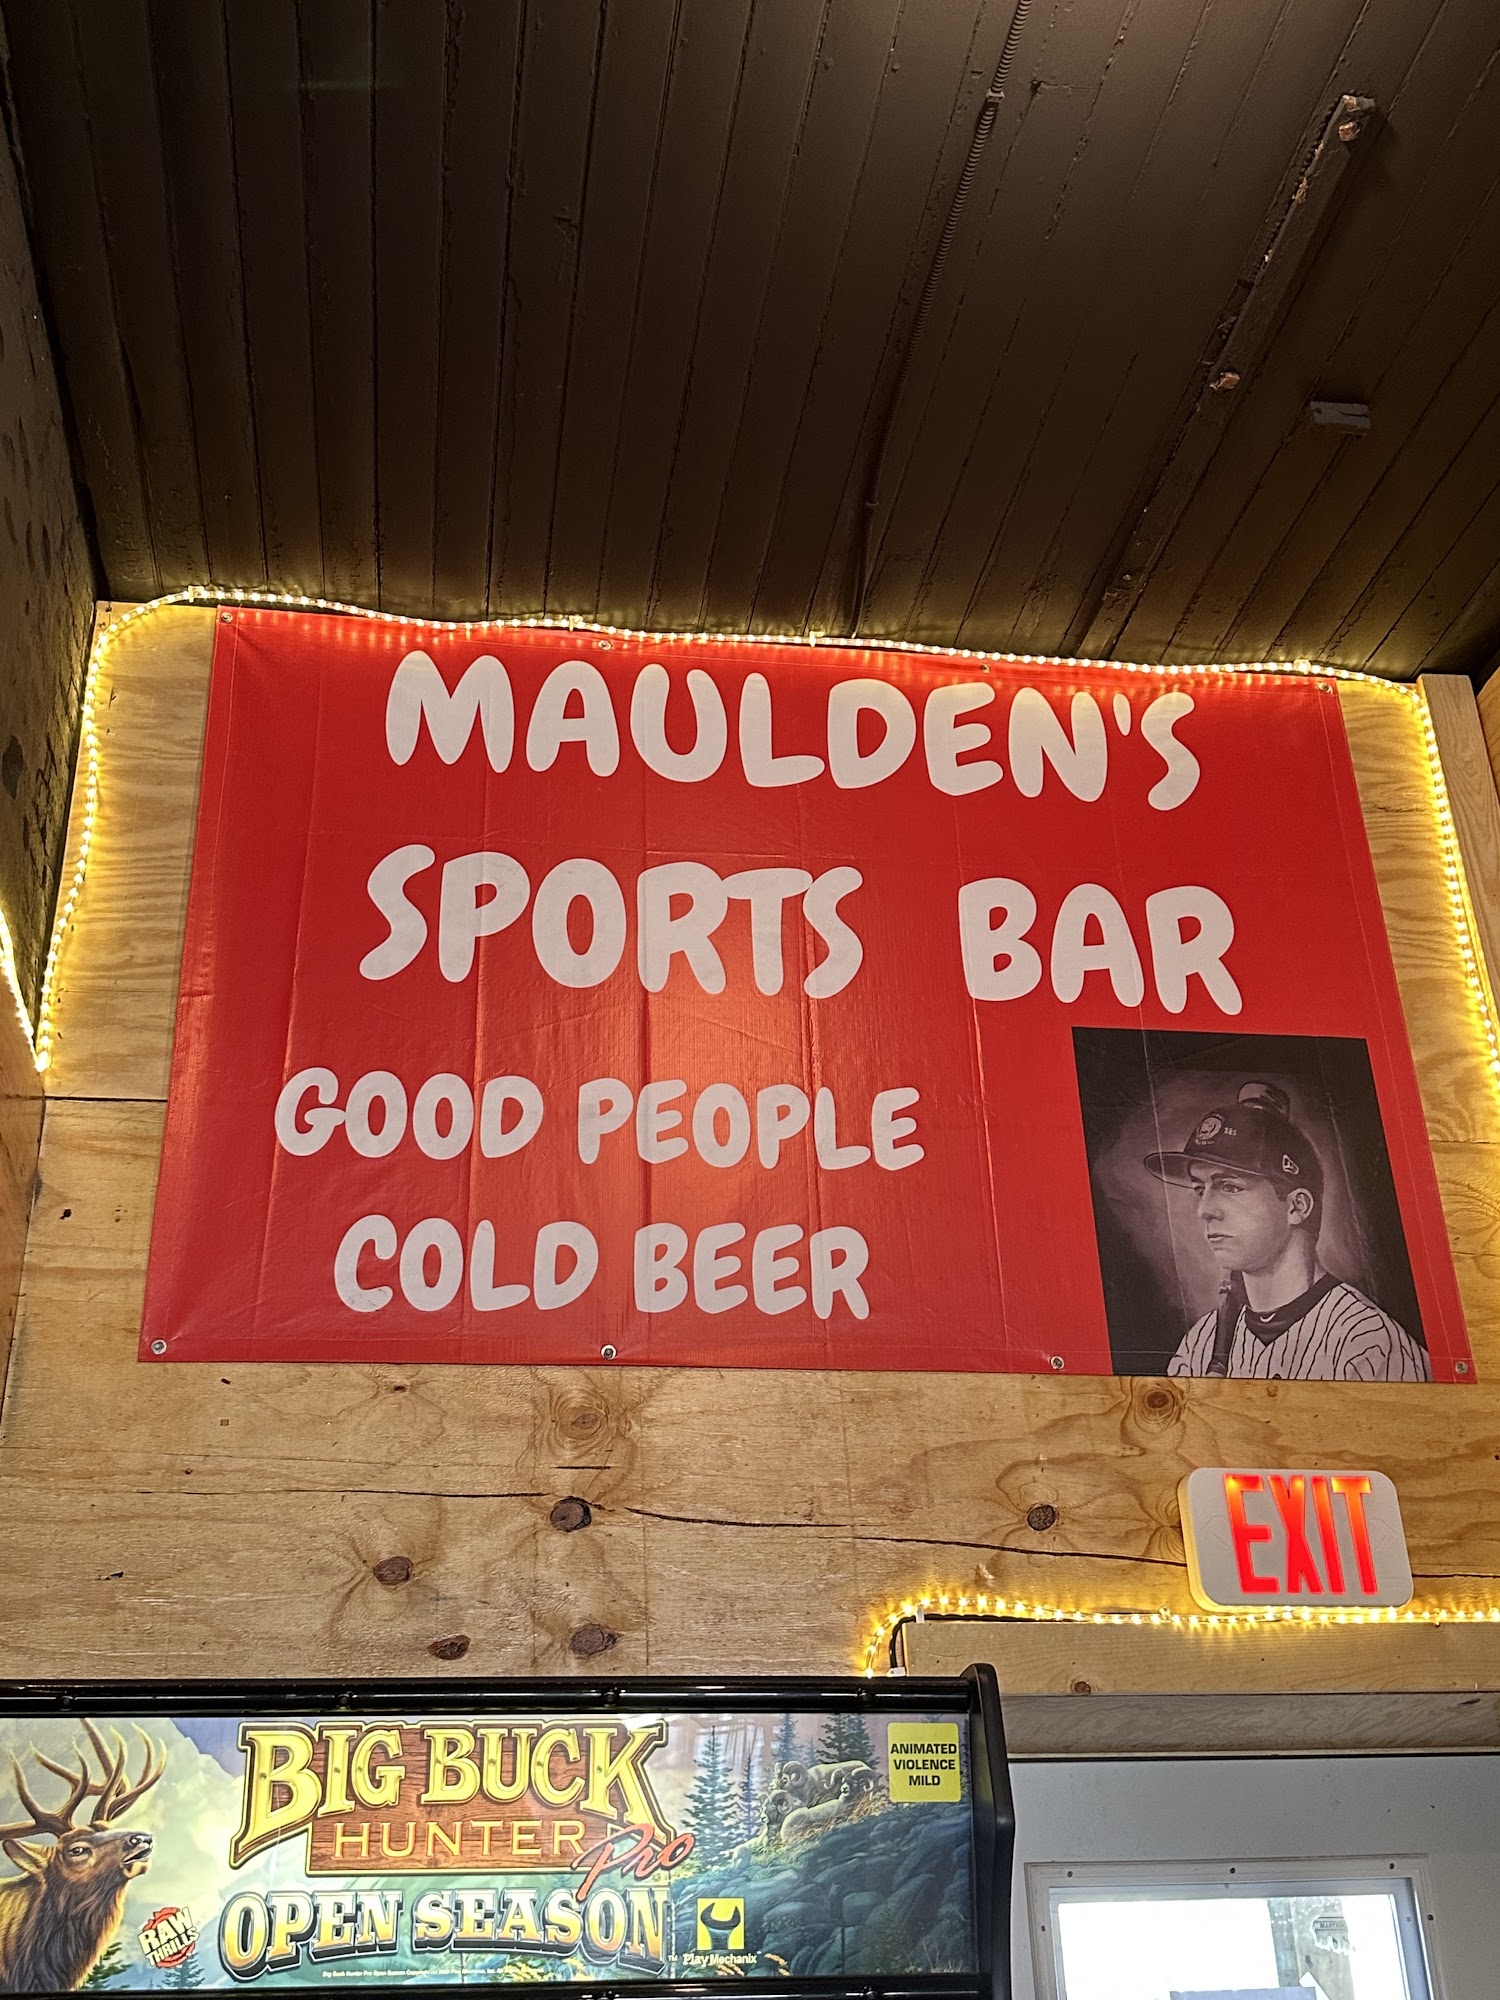 MAULDEN'S
SPORTS BAR
GOOD PEOPLE
COLD BEER
EXIT
BIG BUCK
HUNTER
Pro
OPEN SEASON
ANIMATED
VIOLENCE
MILD
RAW
THRILLS
Play Mechanix